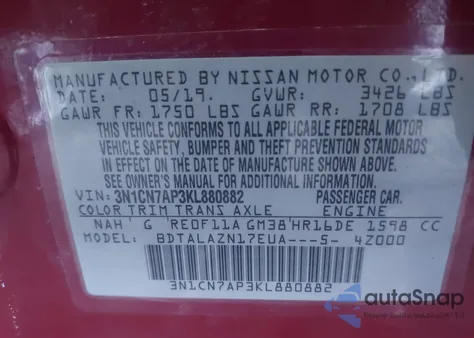 MANUFACTURED BY NISSAN MOTOR CO., LTD.
DATE: 05/19. GVWR: 3426 LBS
GAWR FR: 1750 LBS GAWR RR: 1708 LBS
THIS VEHICLE CONFORMS TO ALL APPLICABLE FEDERAL MOTOR
VEHICLE SAFETY, BUMPER AND THEFT PREVENTION STANDARDS
IN EFFECT ON THE DATE OF MANUFACTURE SHOWN ABOVE.
SEE OWNER'S MANUAL FOR ADDITIONAL INFORMATION.
VIN: 3N1CN7AP3KL880882 PASSENGER CAR.
COLOR TRIM TRANS AXLE ENGINE
NAH G RE0F11A GM38 HR16DE 1598 CC
MODEL: BDTALAZN17EUA---5- 4Z000
3N1CN7AP3KL880882
autoSnap